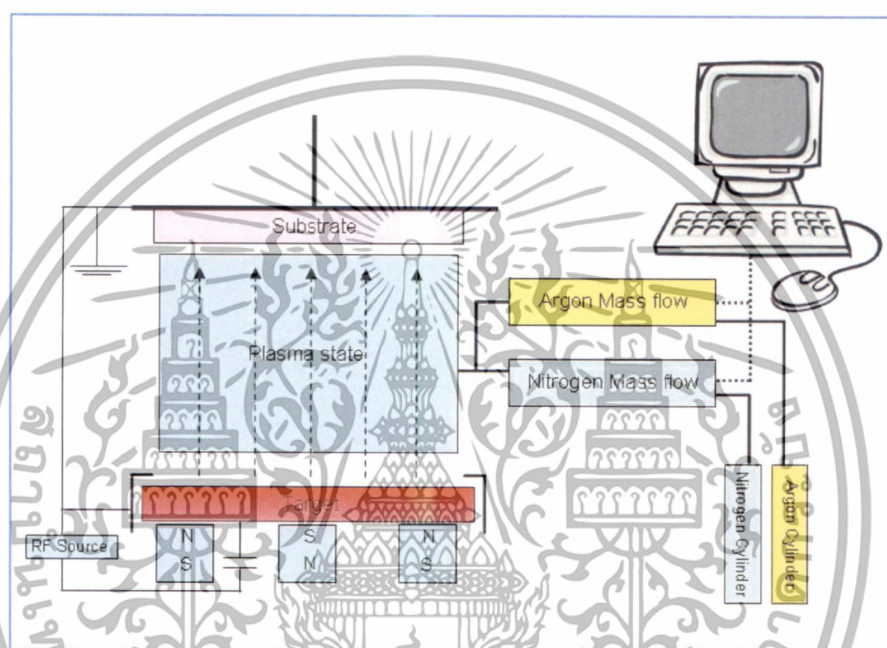 Substrate
Plasma state
Argon Mass flow
Nitrogen Mass flow
Target
N
S
S
N
N
S
RF Source
Nitrogen Cylinder
Argon Cylinder